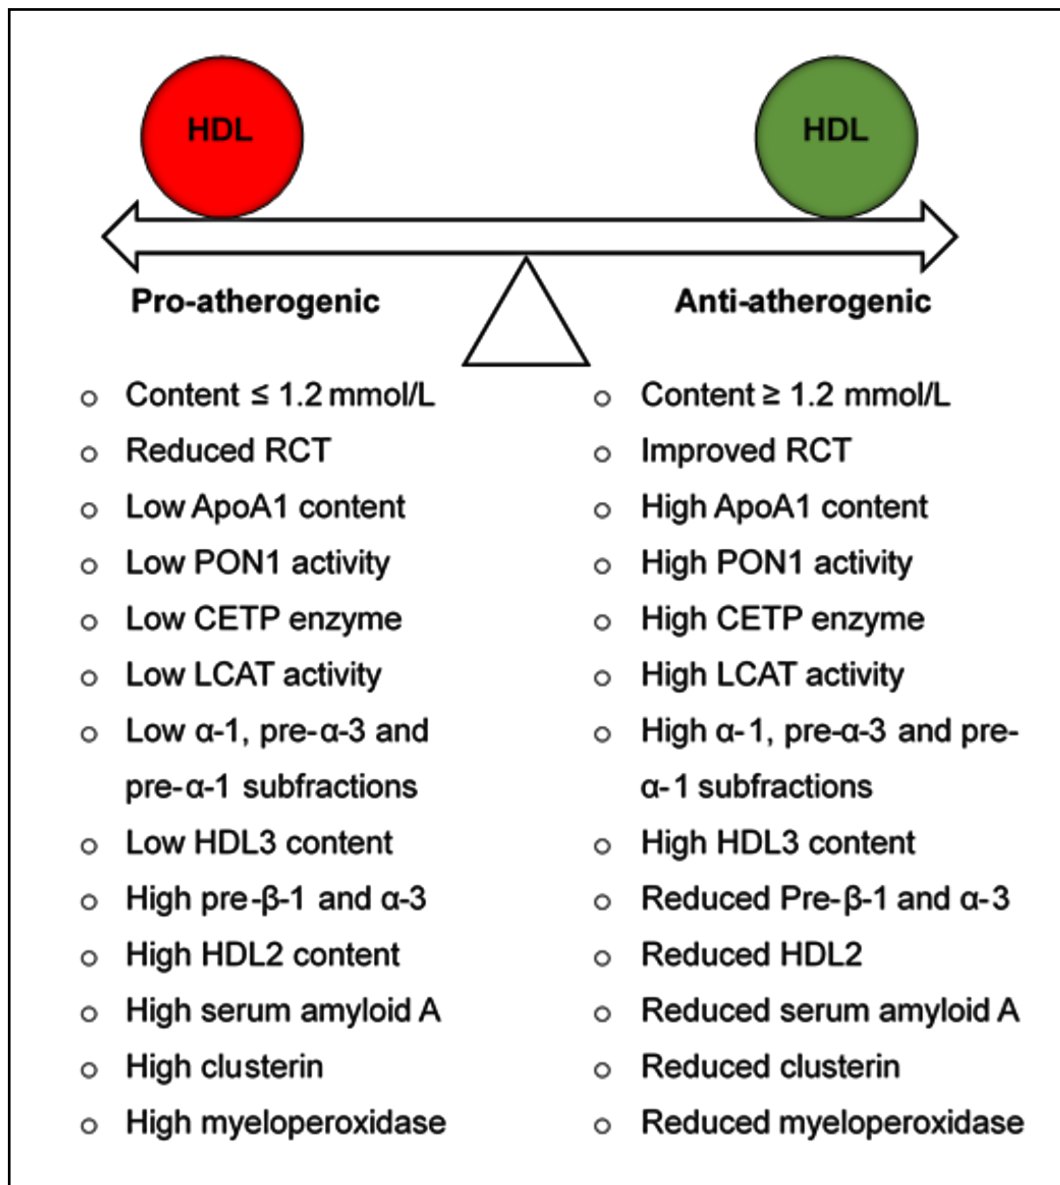 HDL
HDL
Pro-atherogenic
Anti-atherogenic
○ Content ≤ 1.2 mmol/L
○ Reduced RCT
○ Low ApoA1 content
○ Low PON1 activity
○ Low CETP enzyme
○ Low LCAT activity
○ Low α-1, pre-α-3 and
pre-α-1 subfractions
○ Low HDL3 content
○ High pre-β-1 and α-3
○ High HDL2 content
○ High serum amyloid A
○ High clusterin
○ High myeloperoxidase
○ Content ≥ 1.2 mmol/L
○ Improved RCT
○ High ApoA1 content
○ High PON1 activity
○ High CETP enzyme
○ High LCAT activity
○ High α-1, pre-α-3 and pre-
α-1 subfractions
○ High HDL3 content
○ Reduced Pre-β-1 and α-3
○ Reduced HDL2
○ Reduced serum amyloid A
○ Reduced clusterin
○ Reduced myeloperoxidase